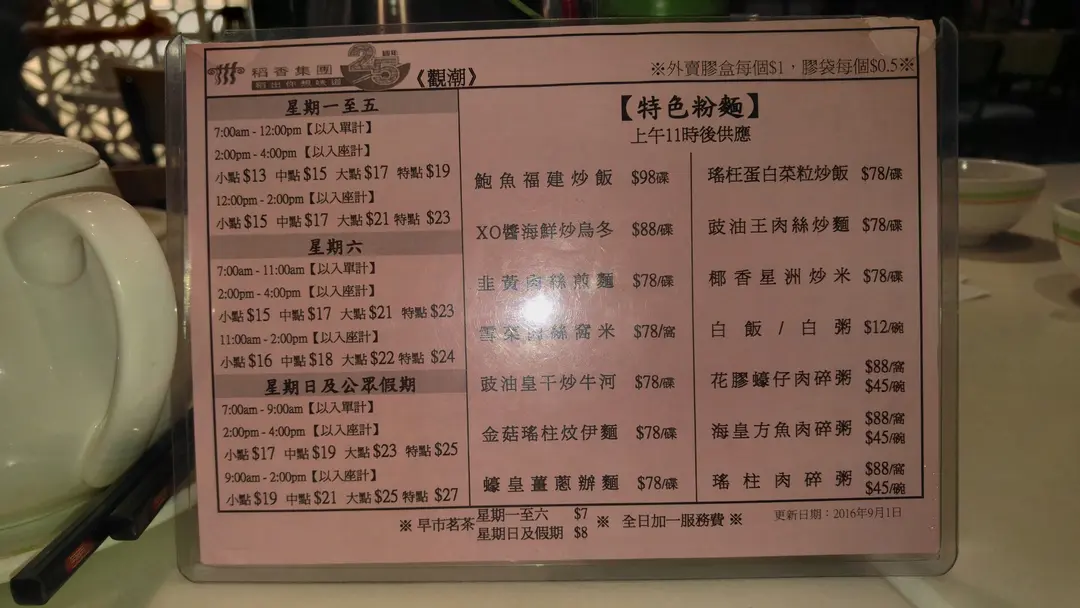 稻香集團
稻出你想味道
25
週年
《觀潮》
※外賣膠盒每個$1，膠袋每個$0.5※
星期一至五
7:00am - 12:00pm【以入單計】
2:00pm - 4:00pm【以入座計】
小點 $13 中點 $15 大點 $17 特點 $19
12:00pm - 2:00pm【以入座計】
小點 $15 中點 $17 大點 $21 特點 $23
星期六
7:00am - 11:00am【以入單計】
2:00pm - 4:00pm【以入座計】
小點 $15 中點 $17 大點 $21 特點 $23
11:00am - 2:00pm【以入座計】
小點 $16 中點 $18 大點 $22 特點 $24
星期日及公眾假期
7:00am - 9:00am【以入單計】
2:00pm - 4:00pm【以入座計】
小點 $17 中點 $19 大點 $23 特點 $25
9:00am - 2:00pm【以入座計】
小點 $19 中點 $21 大點 $25 特點 $27
【特色粉麵】
上午11時後供應
鮑魚福建炒飯 $98碟
XO醬海鮮炒烏冬 $88/碟
韭黃肉絲煎麵 $78/碟
雪菜肉絲窩米 $78/窩
豉油皇干炒牛河 $78/碟
金菇瑤柱炆伊麵 $78/碟
蠔皇薑蔥辦麵 $78/碟
瑤枉蛋白菜粒炒飯 $78/碟
豉油王肉絲炒麵 $78/碟
椰香星洲炒米 $78/碟
白飯/白粥 $12/碗
花膠蠔仔肉碎粥 $88/窩
$45/碗
海皇方魚肉碎粥 $88/窩
$45/碗
瑤柱肉碎粥 $88/窩
$45/碗
※ 早市茗茶 星期一至六 $7
星期日及假期 $8
※ 全日加一服務費 ※
更新日期：2016年9月1日